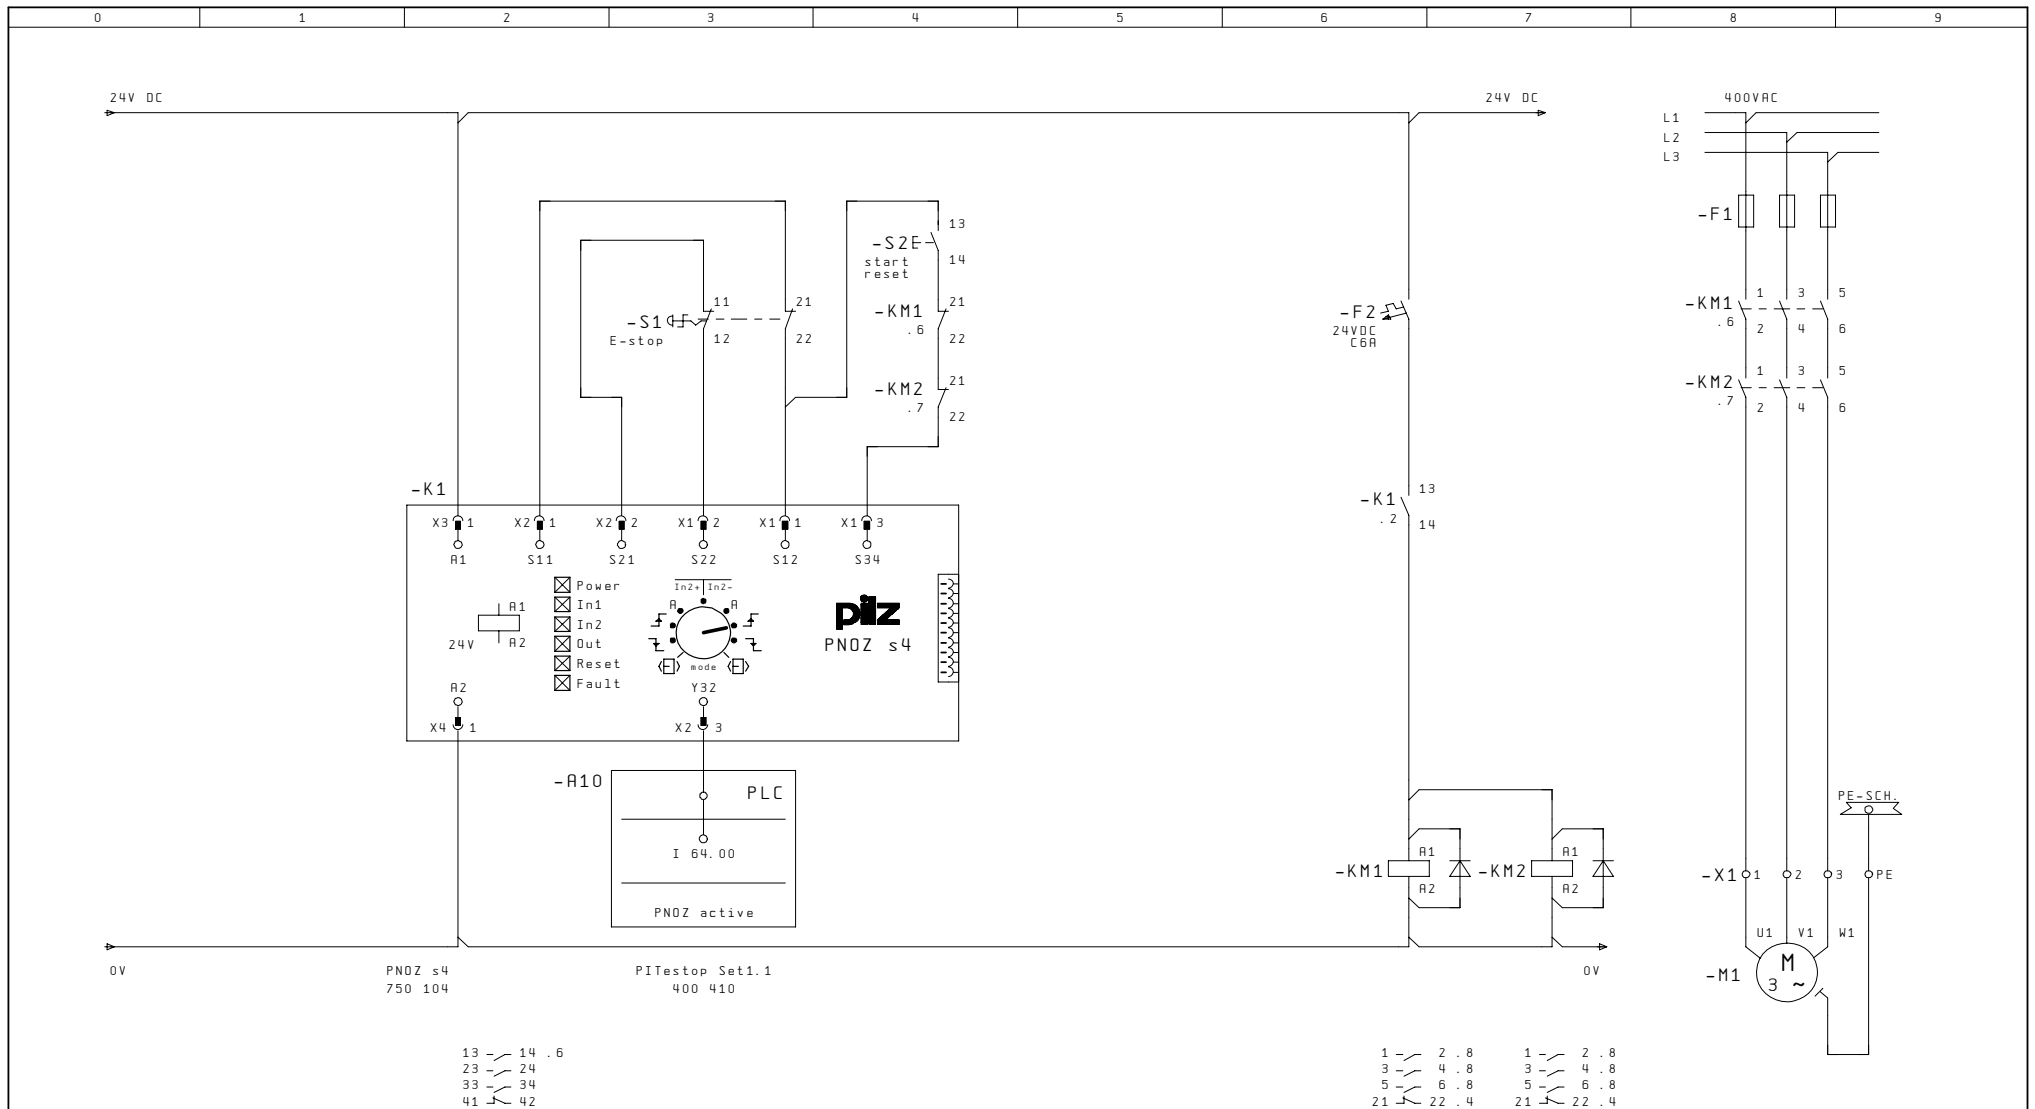 0 1 2 3 4 5 6 7 8 9
24V DC 24V DC 400VAC
L1
L2
L3
-F1
13
-S2
start
reset
14
11 21
-S1
E-stop
12 22
21
-KM1
.6
22
21
-KM2
.7
22
-F2
24VDC
C6A
1 3 5
-KM1
.6
2 4 6
1 3 5
-KM2
.7
2 4 6
-K1
13
-K1
.2
14
X3 1 X2 1 X2 2 X1 2 X1 1 X1 3
A1 S11 S21 S22 S12 S34
Power
In1
In2
Out
Reset
Fault
A1
24V
A2
In2+ In2-
A A
mode
pilz
PNOZ s4
A2 Y32
X4 1 X2 3
-A10
PLC
I 64.00
PNOZ active
PE-SCH.
-KM1
A1
A2
-KM2
A1
A2
-X1 1 2 3 PE
U1 V1 W1
-M1
M
3 ~
0V 0V
PNOZ s4
750 104
PITestop Set1.1
400 410
13 14 .6
23 24
33 34
41 42
1 2 .8
3 4 .8
5 6 .8
21 22 .4
1 2 .8
3 4 .8
5 6 .8
21 22 .4